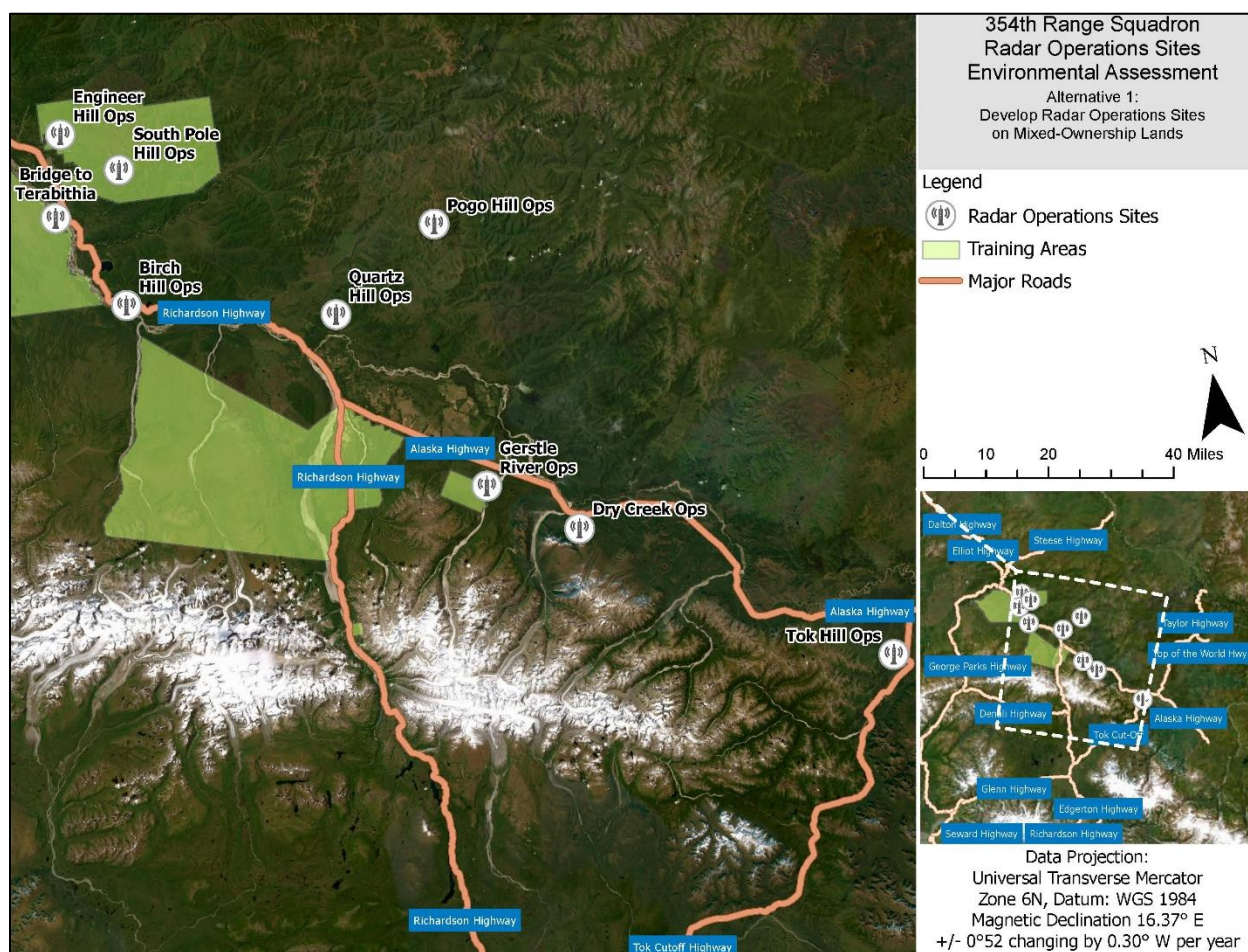 354th Range Squadron
Radar Operations Sites
Environmental Assessment
Alternative 1:
Develop Radar Operations Sites
on Mixed-Ownership Lands
Legend
Radar Operations Sites
Training Areas
Major Roads
N
0 10 20 40 Miles
Engineer
Hill Ops
South Pole
Hill Ops
Bridge to
Terabithia
Pogo Hill Ops
Birch
Hill Ops
Quartz
Hill Ops
Richardson Highway
Alaska Highway
Gerstle
River Ops
Richardson Highway
Dry Creek Ops
Alaska Highway
Tok Hill Ops
Richardson Highway
Tok Cutoff Highway
Dalton Highway
Steese Highway
Elliot Highway
Taylor Highway
Top of the World Hwy
George Parks Highway
Denali Highway
Alaska Highway
Tok Cut-Off
Glenn Highway
Edgerton Highway
Seward Highway
Richardson Highway
Data Projection:
Universal Transverse Mercator
Zone 6N, Datum: WGS 1984
Magnetic Declination 16.37° E
+/- 0°52 changing by 0.30° W per year